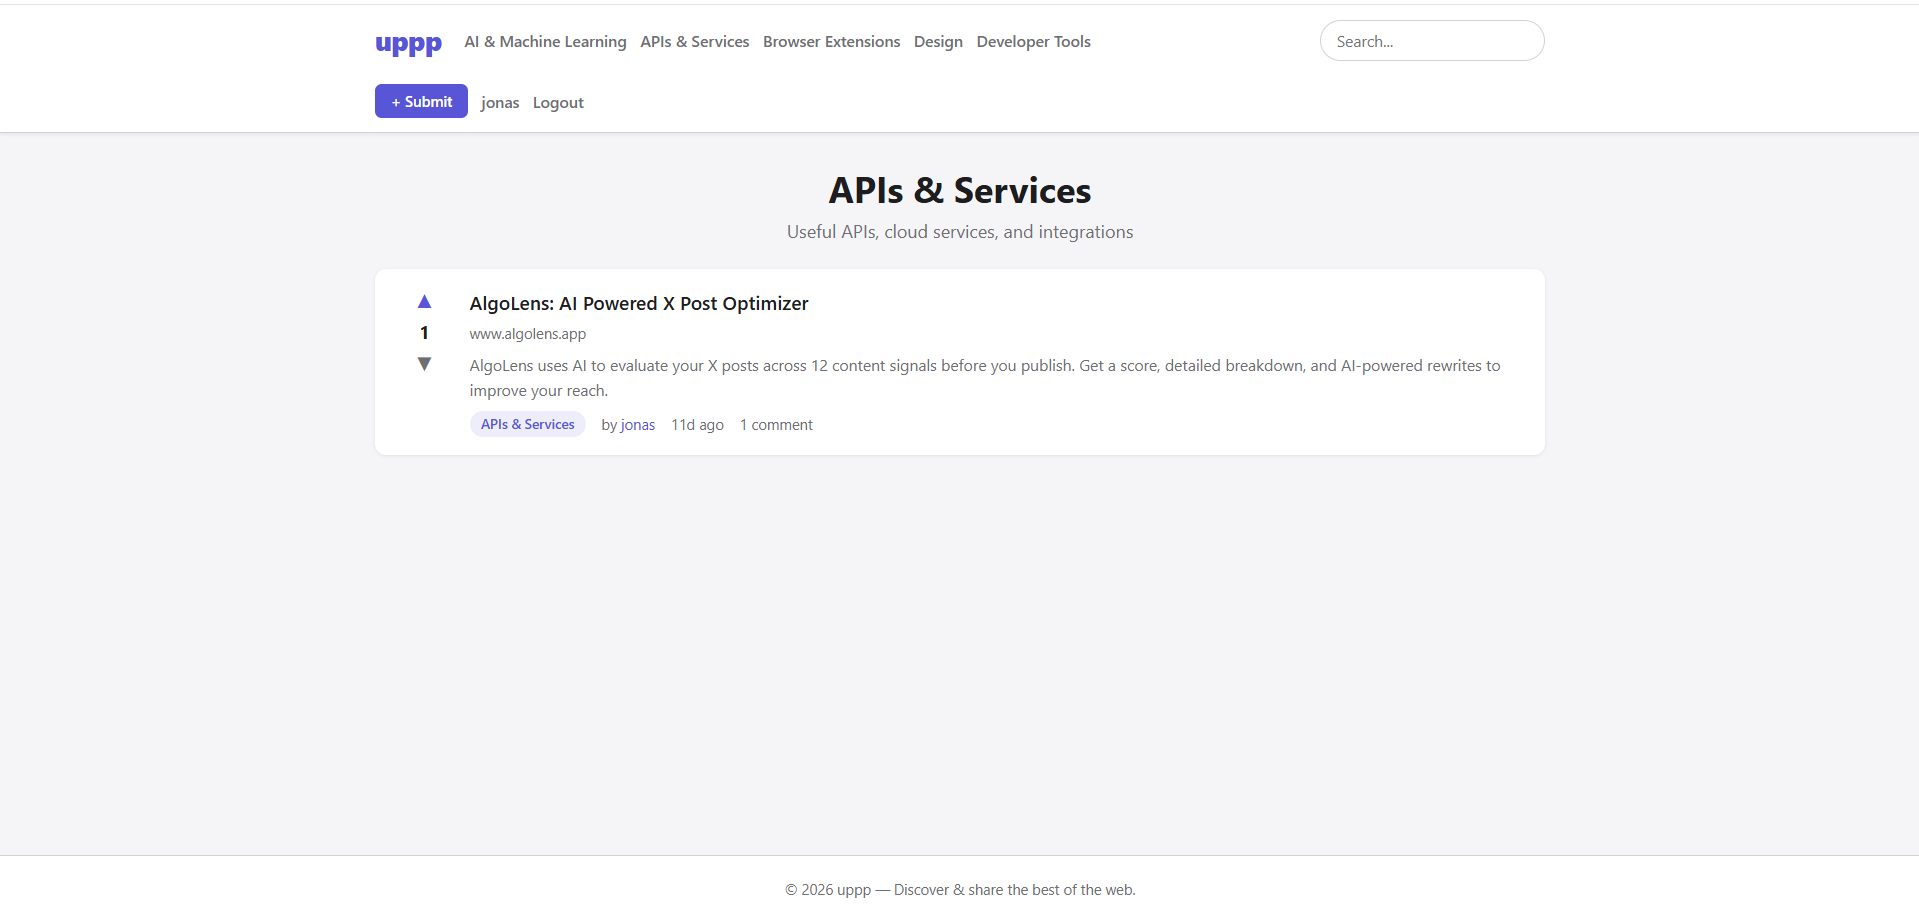 uppp AI & Machine Learning APIs & Services Browser Extensions Design Developer Tools Search...
+ Submit jonas Logout
APIs & Services
Useful APIs, cloud services, and integrations
▲
AlgoLens: AI Powered X Post Optimizer
1
www.algolens.app
▼
AlgoLens uses AI to evaluate your X posts across 12 content signals before you publish. Get a score, detailed breakdown, and AI-powered rewrites to
improve your reach.
APIs & Services by jonas 11d ago 1 comment
© 2026 uppp — Discover & share the best of the web.